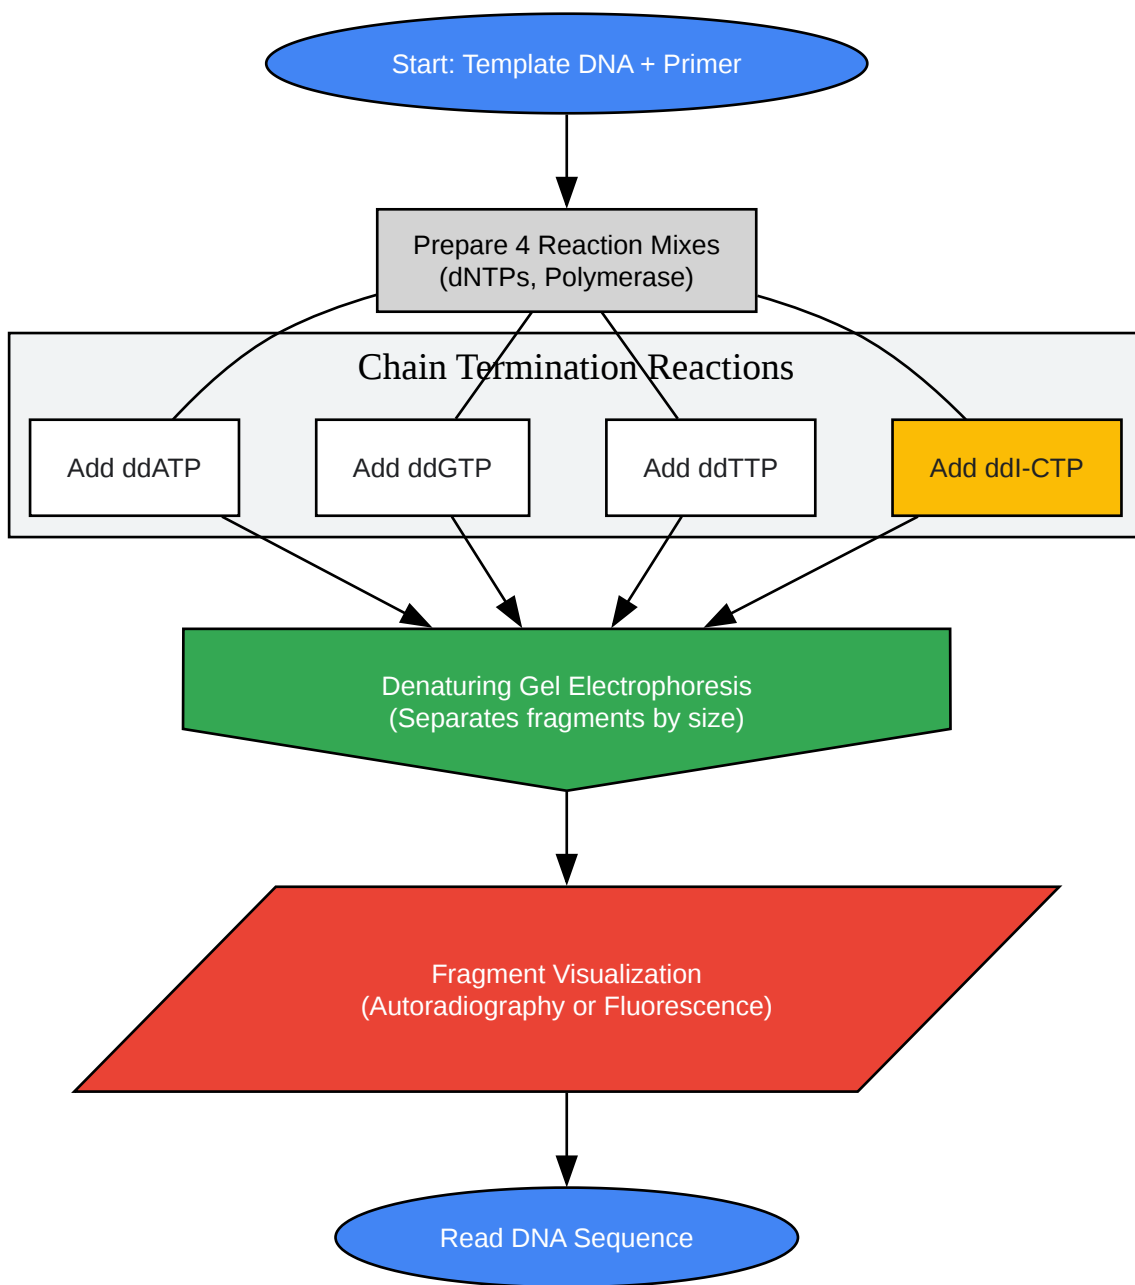 Start: Template DNA + Primer
Prepare 4 Reaction Mixes
(dNTPs, Polymerase)
Chain Termination Reactions
Add ddATP
Add ddGTP
Add ddTTP
Add ddI-CTP
Denaturing Gel Electrophoresis
(Separates fragments by size)
Fragment Visualization
(Autoradiography or Fluorescence)
Read DNA Sequence